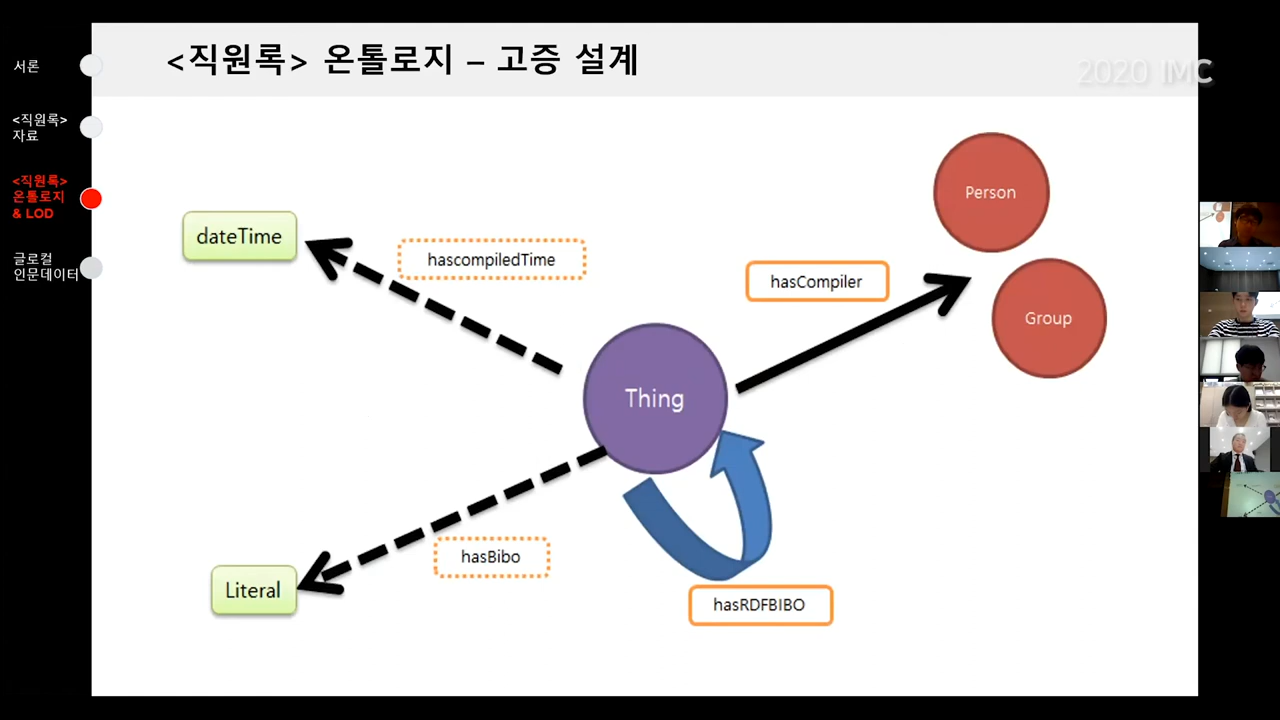 <직원록> 온톨로지 – 고증 설계
2020 IMC
서론
<직원록>
자료
<직원록>
온톨로지
& LOD
글로컬
인문데이터
Person
dateTime
hascompiledTime
hasCompiler
Group
Thing
hasBibo
Literal
hasRDFBIBO